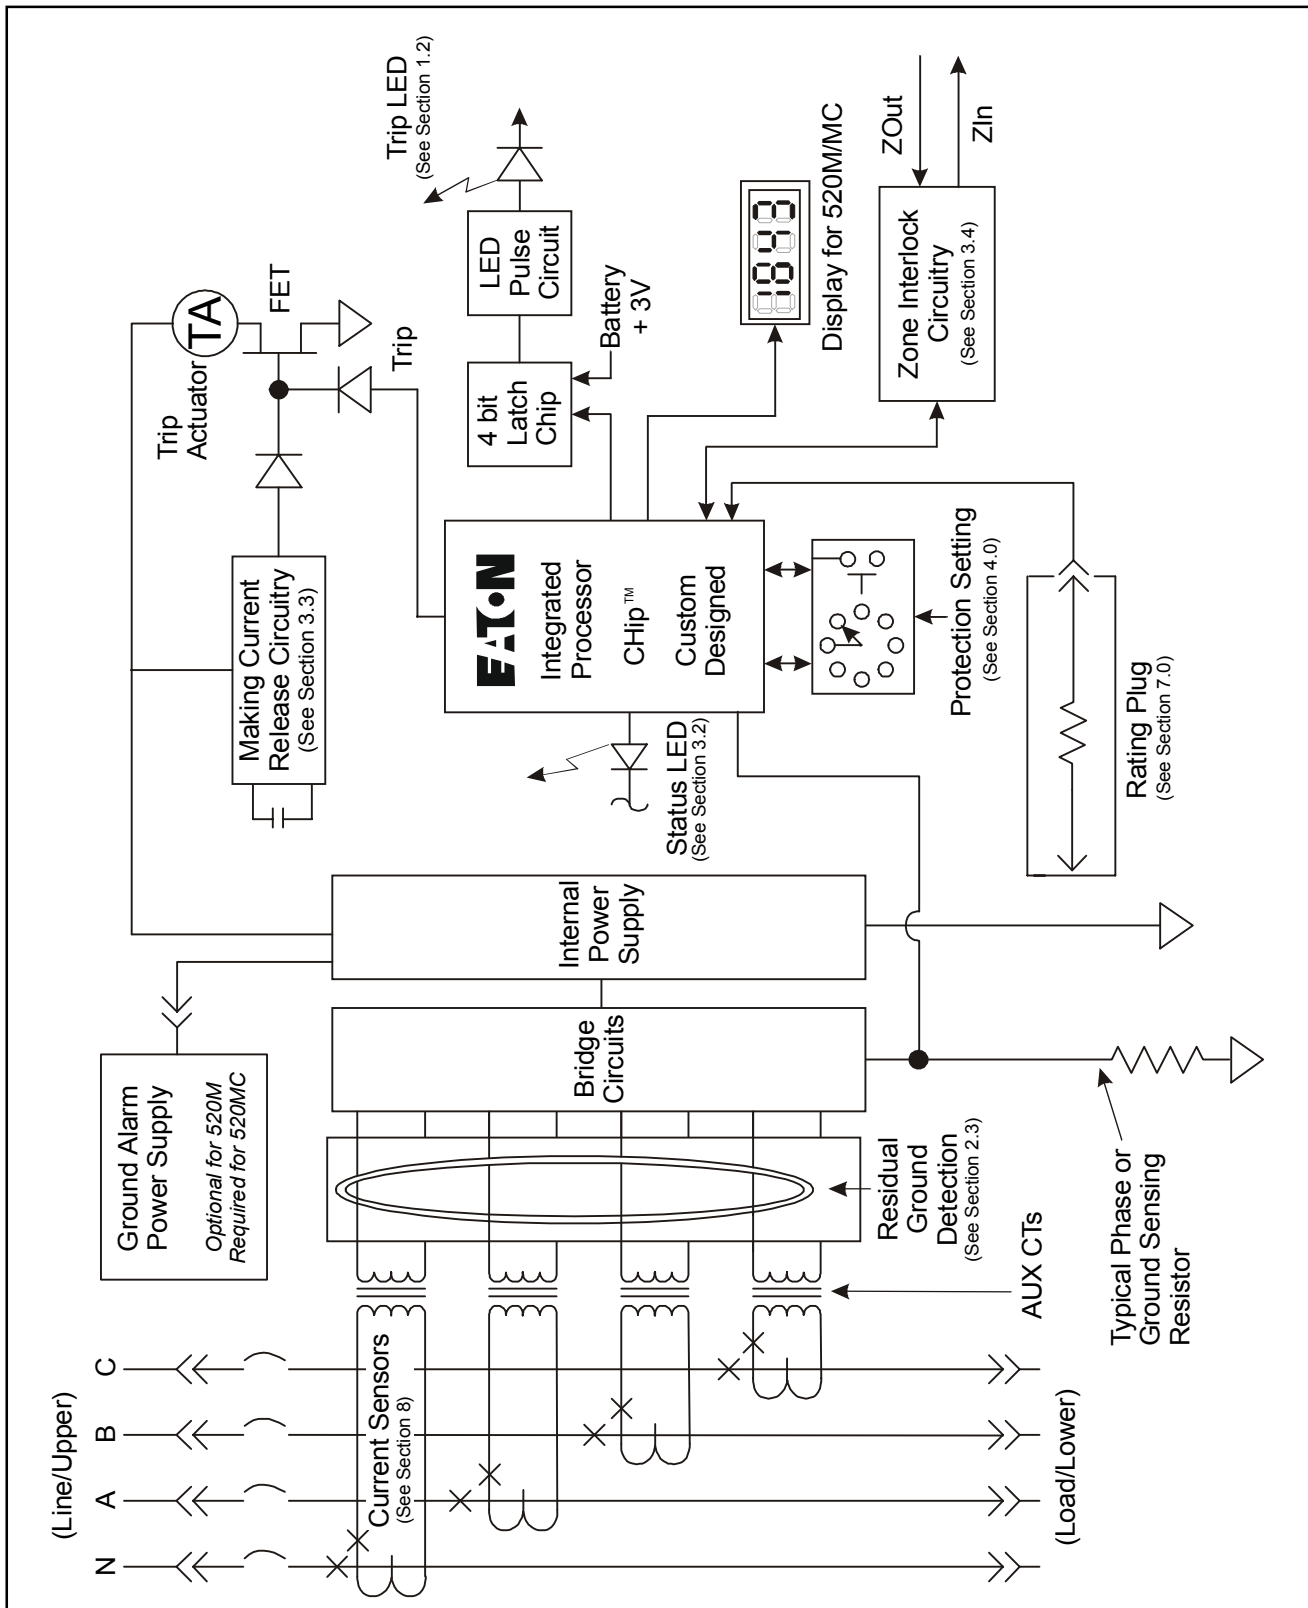 (Line/Upper)
N
A
B
C
Current Sensors
(See Section 8)
(Load/Lower)
Ground Alarm
Power Supply
Optional for 520M
Required for 520MC
AUX CTs
Residual
Ground
Detection
(See Section 2.3)
Typical Phase or
Ground Sensing
Resistor
Bridge
Circuits
Internal
Power
Supply
Making Current
Release Circuitry
(See Section 3.3)
Status LED
(See Section 3.2)
Rating Plug
(See Section 7.0)
Trip
Actuator
TA
FET
Trip
EATON
Integrated
Processor
CHip™
Custom
Designed
Protection Setting
(See Section 4.0)
4 bit
Latch
Chip
Battery
+ 3V
LED
Pulse
Circuit
Trip LED
(See Section 1.2)
Display for 520M/MC
Zone Interlock
Circuitry
(See Section 3.4)
ZOut
ZIn